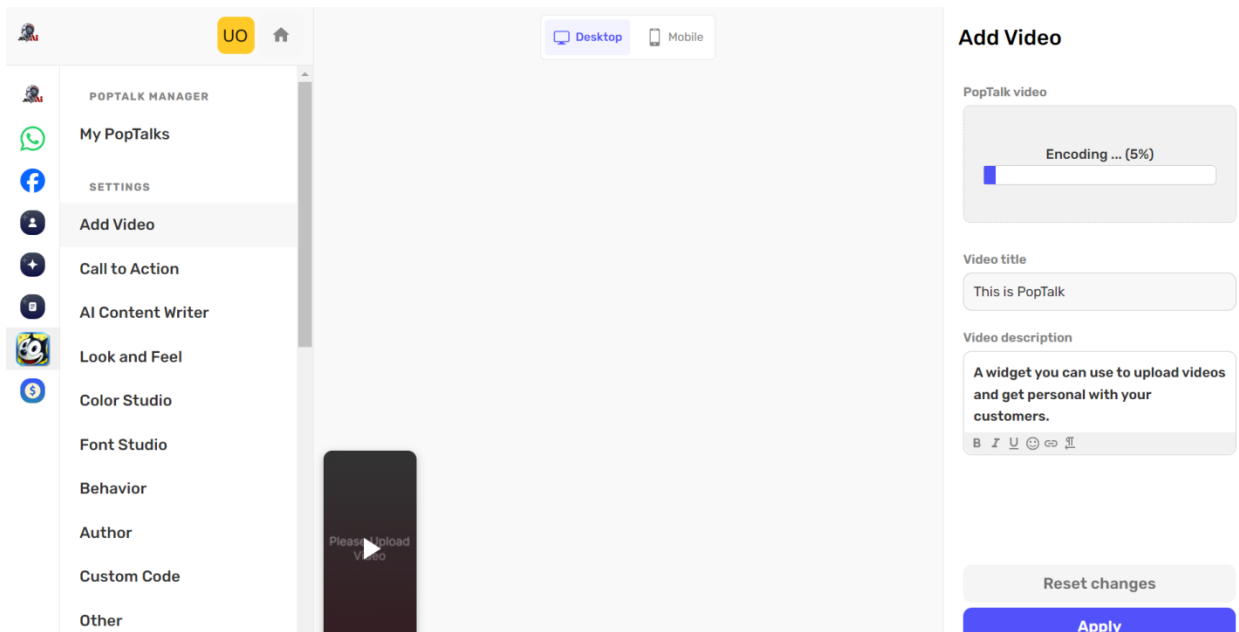 UO
Desktop
Mobile
Add Video
POPTALK MANAGER
My PopTalks
SETTINGS
Add Video
Call to Action
AI Content Writer
Look and Feel
Color Studio
Font Studio
Behavior
Author
Custom Code
Other
Please Upload
Video
PopTalk video
Encoding ... (5%)
Video title
This is PopTalk
Video description
A widget you can use to upload videos
and get personal with your
customers.
B I U
Reset changes
Apply